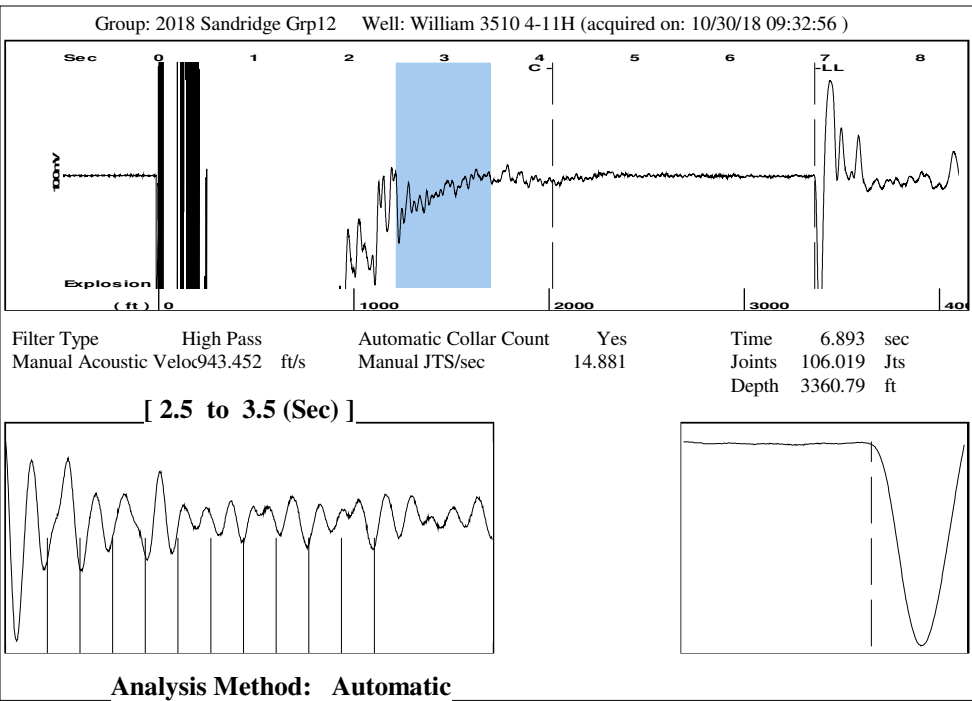 Group: 2018 Sandridge Grp12 Well: William 3510 4-11H (acquired on: 10/30/18 09:32:56 )
Sec 0 1 2 3 4 5 6 7 8
C - -LL
100mV
Explosion
( ft ) 0 1000 2000 3000 400
Filter Type High Pass Automatic Collar Count Yes Time 6.893 sec
Manual Acoustic Veloc943.452 ft/s Manual JTS/sec 14.881 Joints 106.019 Jts
Depth 3360.79 ft
[ 2.5 to 3.5 (Sec) ]
Analysis Method: Automatic